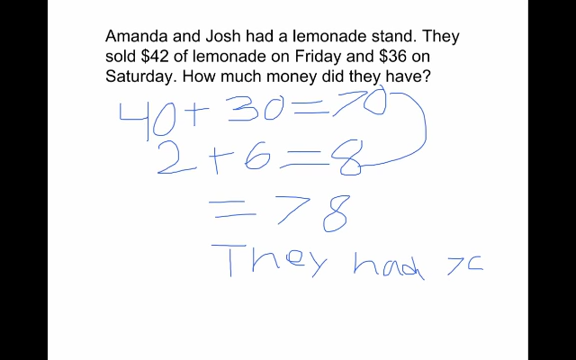 Amanda and Josh had a lemonade stand. They
sold $42 of lemonade on Friday and $36 on
Saturday. How much money did they have?
40 + 30 = 70
2 + 6 = 8
= 78
They had